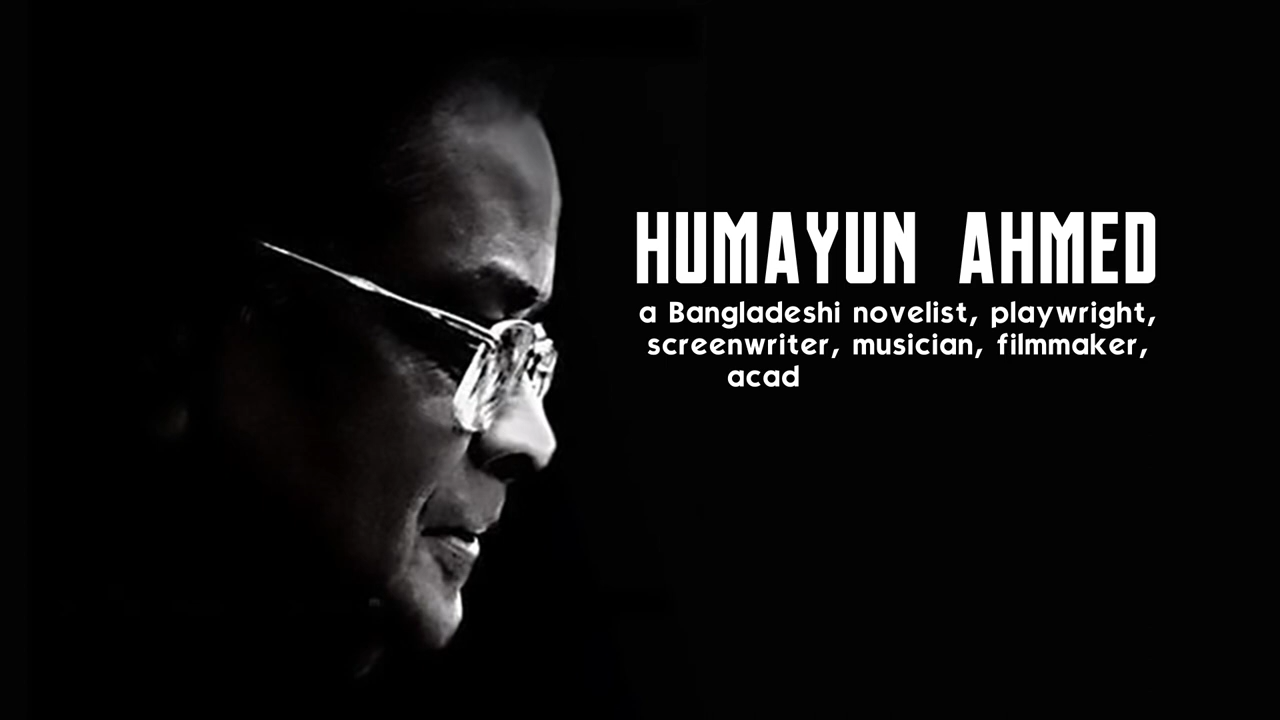 HUMAYUN AHMED
a Bangladeshi novelist, playwright,
screenwriter, musician, filmmaker,
acad